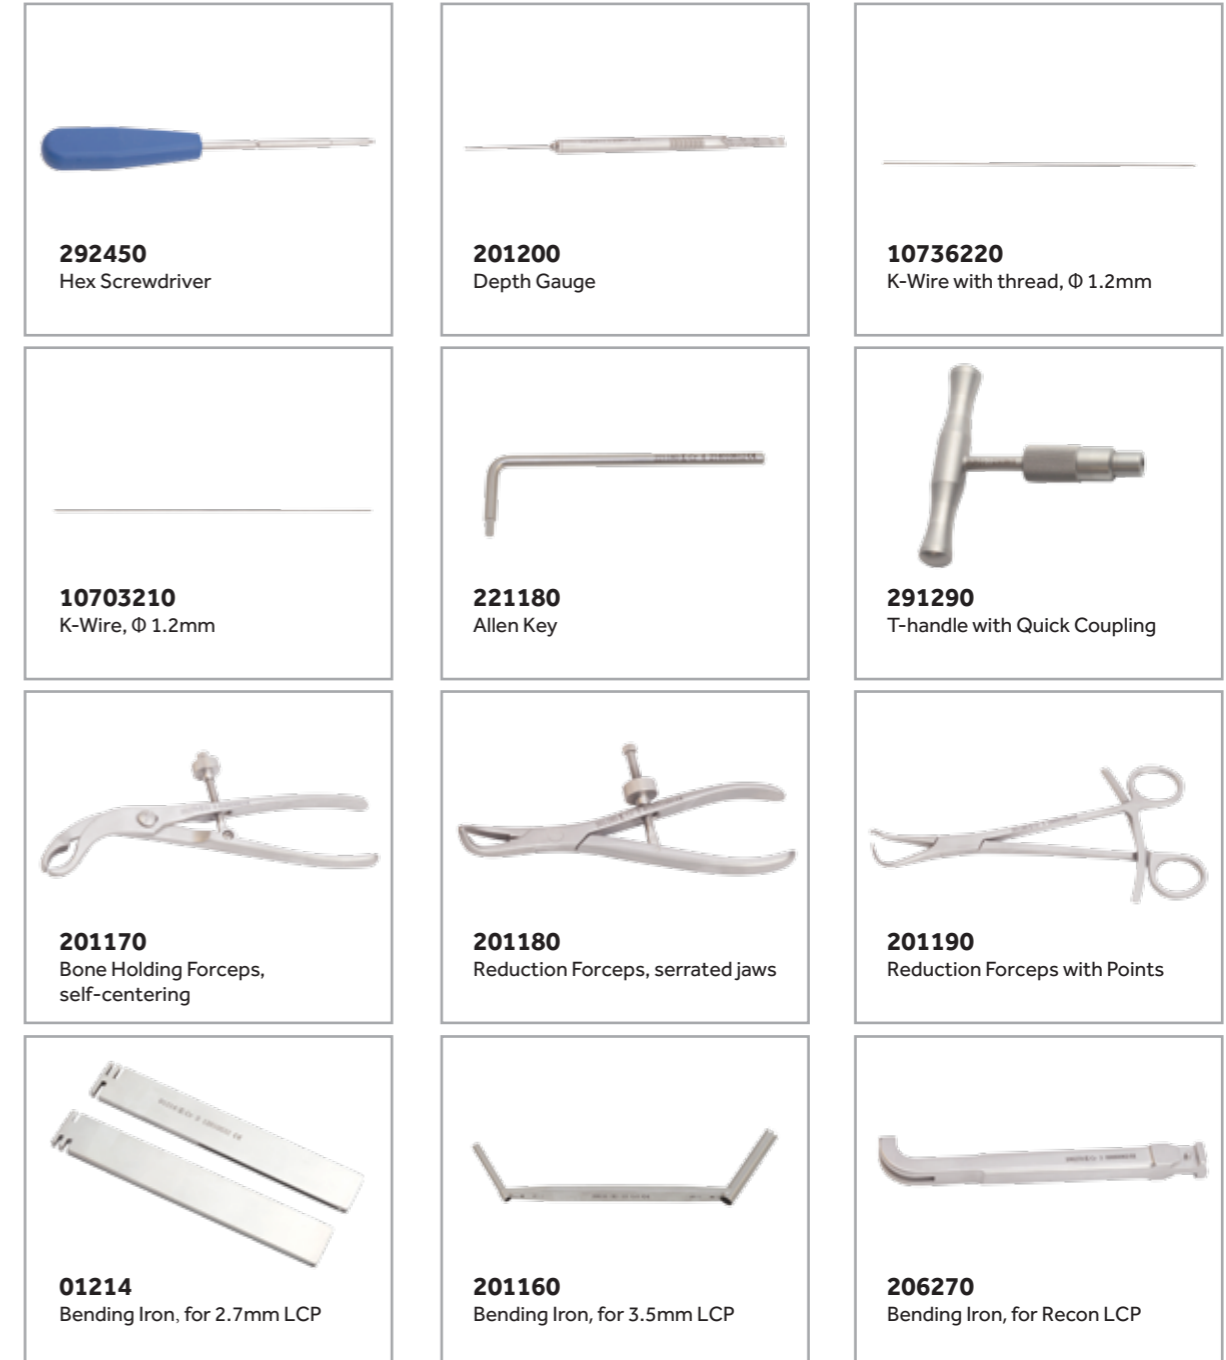 292450
Hex Screwdriver
201200
Depth Gauge
10736220
K-Wire with thread, Φ 1.2mm
10703210
K-Wire, Φ 1.2mm
221180
Allen Key
291290
T-handle with Quick Coupling
201170
Bone Holding Forceps,
self-centering
201180
Reduction Forceps, serrated jaws
201190
Reduction Forceps with Points
01214
Bending Iron, for 2.7mm LCP
201160
Bending Iron, for 3.5mm LCP
206270
Bending Iron, for Recon LCP